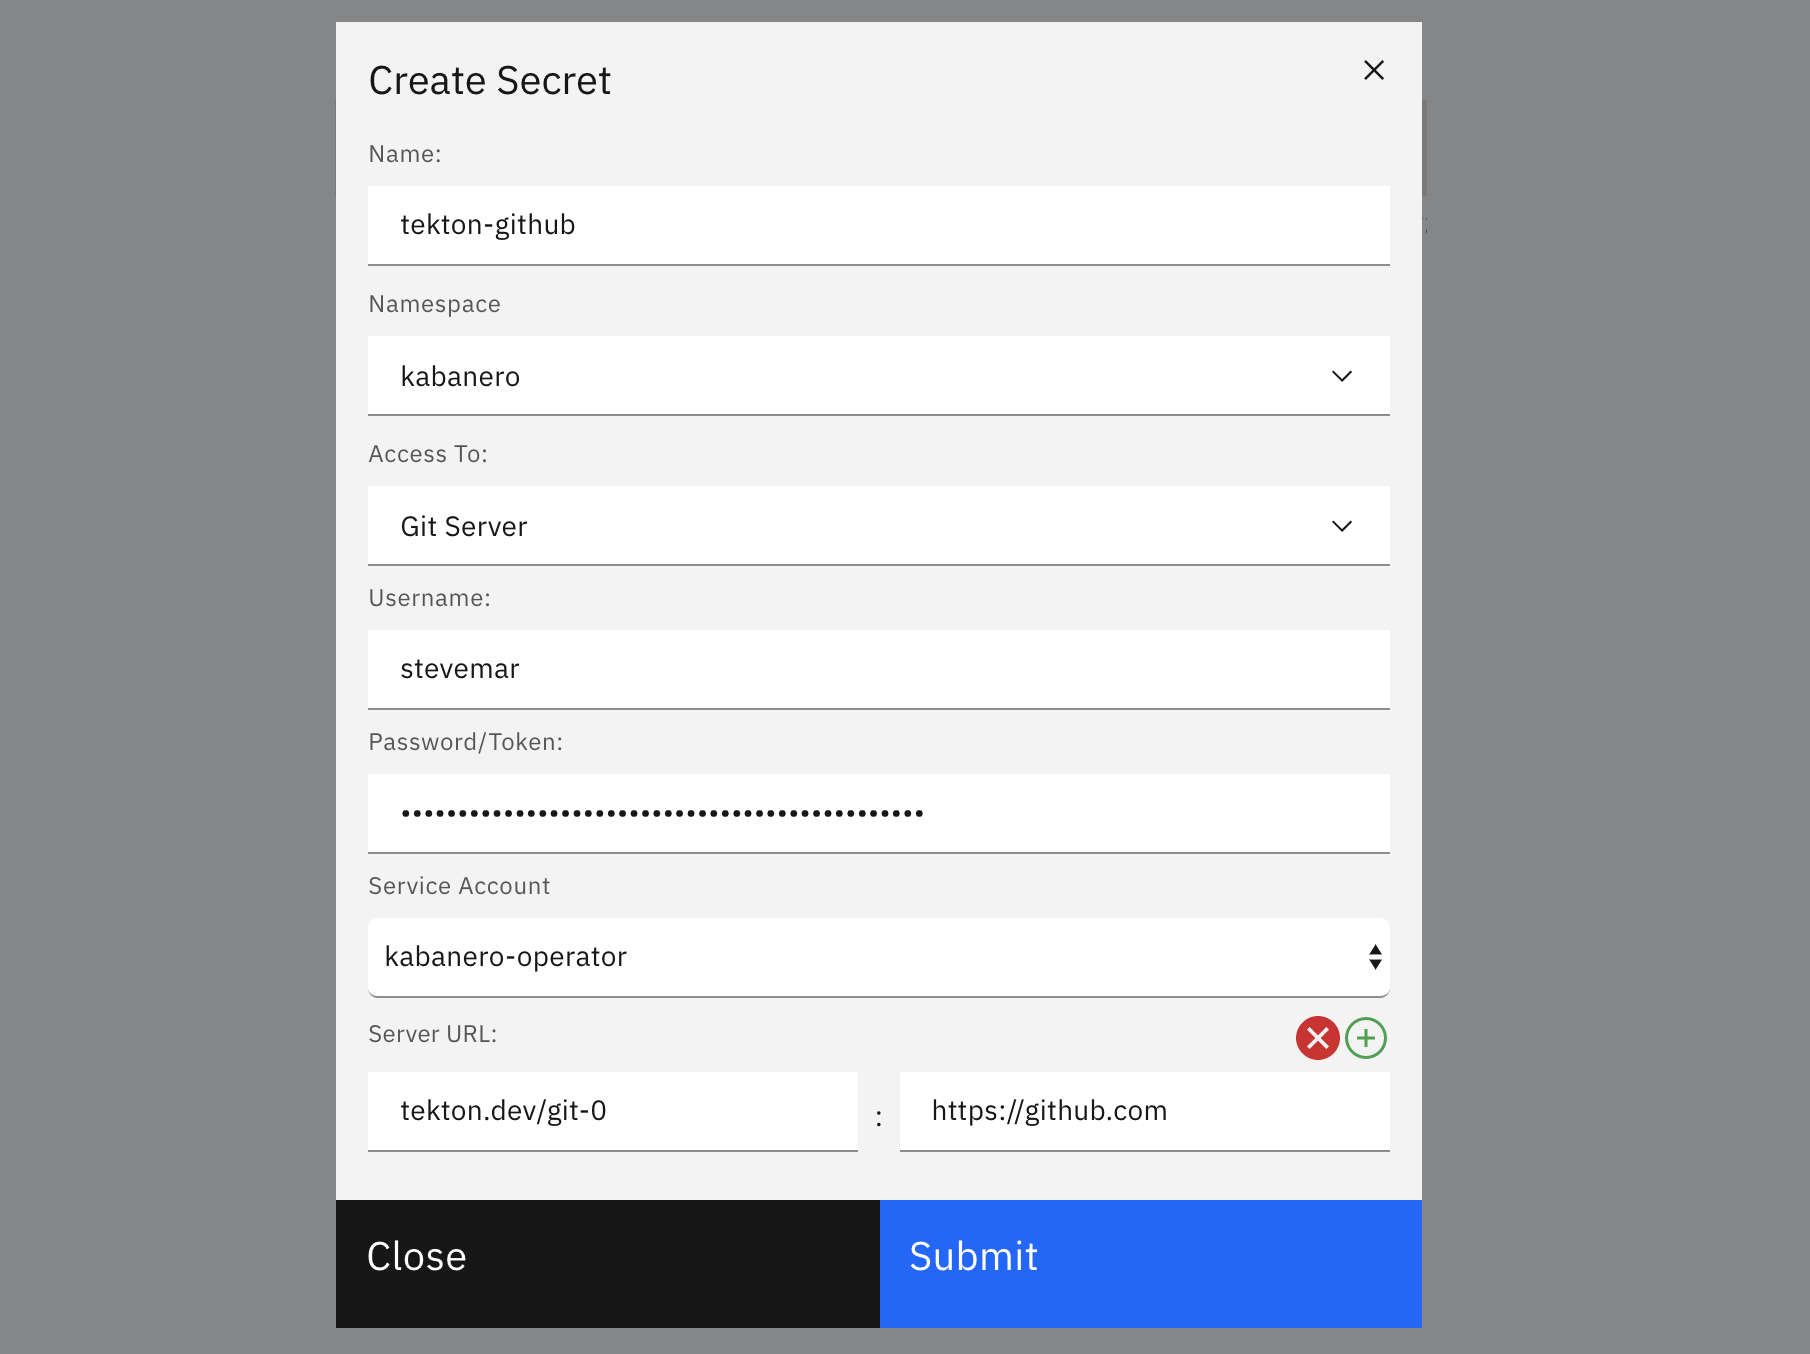 Create Secret
Name:
tekton-github
Namespace
kabanero
Access To:
Git Server
Username:
stevemar
Password/Token:
••••••••••••••••••••••••••••••••••••••••••••••
Service Account
kabanero-operator
Server URL:
tekton.dev/git-0 : https://github.com
Close Submit